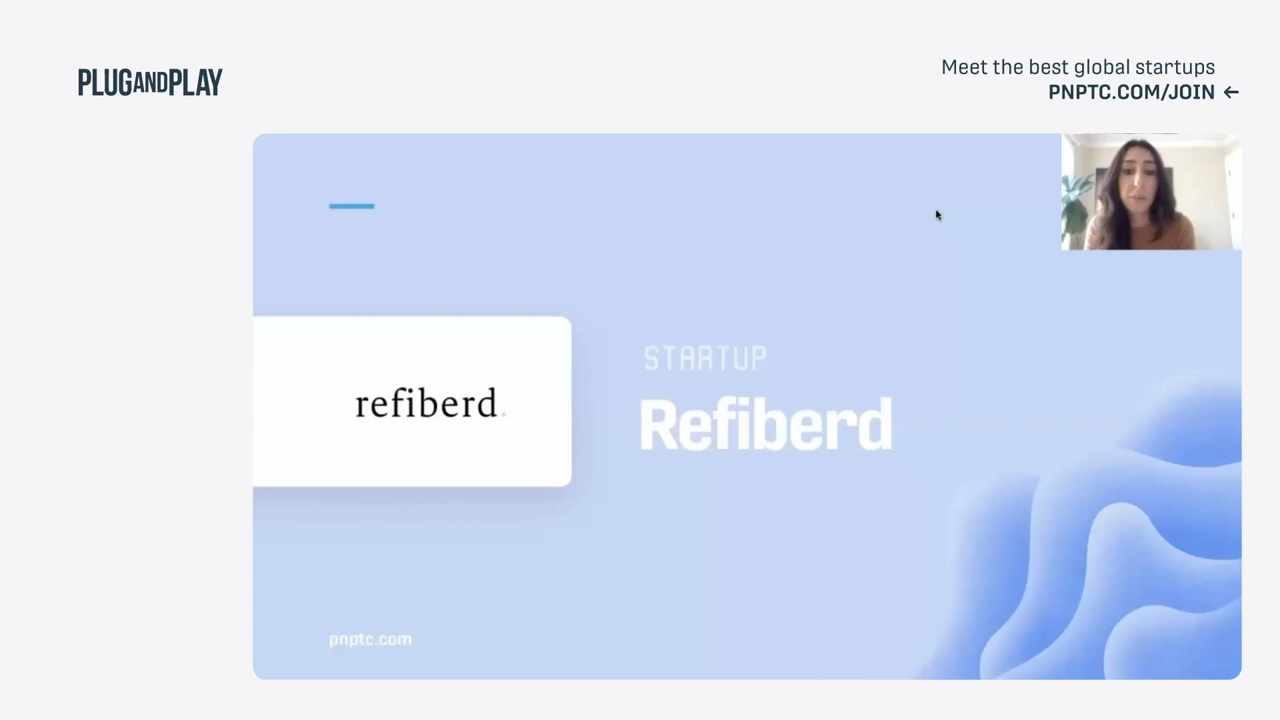 PLUGANDPLAY
Meet the best global startups
PNPTC.COM/JOIN ←
refiberd.
STARTUP
Refiberd
pnptc.com